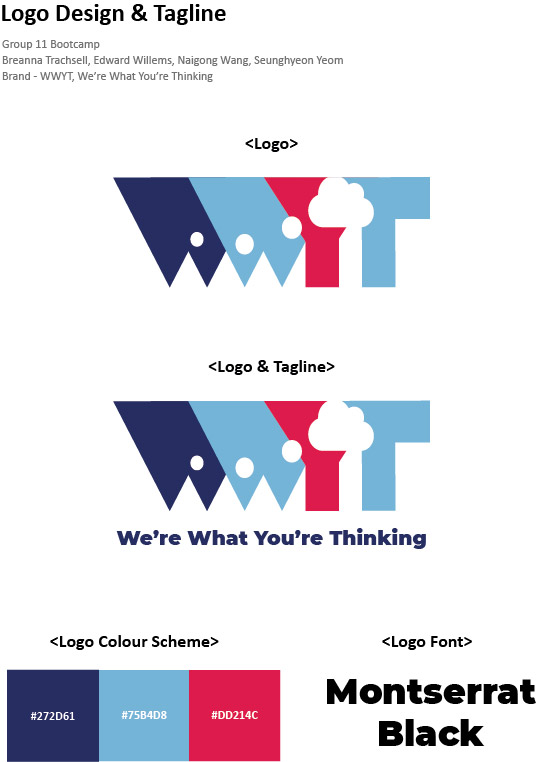 Logo Design & Tagline
Group 11 Bootcamp
Breanna Trachsell, Edward Willems, Naigong Wang, Seunghyeon Yeom
Brand - WWYT, We’re What You’re Thinking
<Logo>
WWYT
<Logo & Tagline>
WWYT
We’re What You’re Thinking
<Logo Colour Scheme>
<Logo Font>
#272D61
#75B4D8
#DD214C
Montserrat
Black